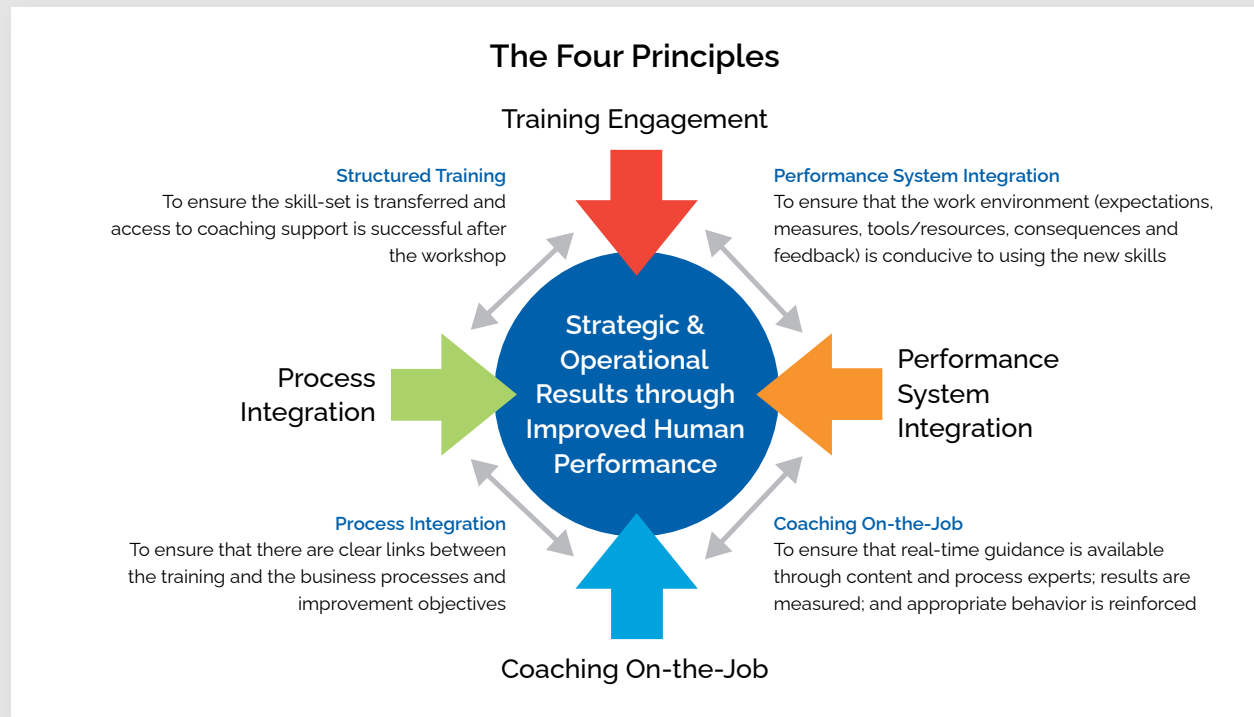 The Four Principles
Training Engagement
Structured Training
To ensure the skill-set is transferred and
access to coaching support is successful after
the workshop
Performance System Integration
To ensure that the work environment (expectations,
measures, tools/resources, consequences and
feedback) is conducive to using the new skills
Process
Integration
Strategic &
Operational
Results through
Improved Human
Performance
Performance
System
Integration
Process Integration
To ensure that there are clear links between
the training and the business processes and
improvement objectives
Coaching On-the-Job
To ensure that real-time guidance is available
through content and process experts; results are
measured; and appropriate behavior is reinforced
Coaching On-the-Job